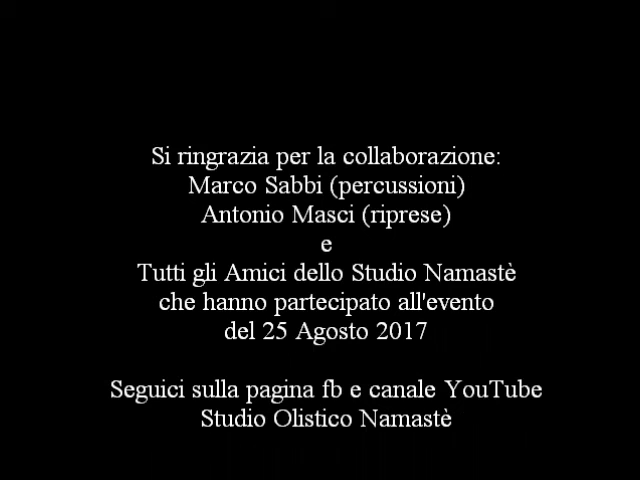 Si ringrazia per la collaborazione:
Marco Sabbi (percussioni)
Antonio Masci (riprese)
e
Tutti gli Amici dello Studio Namastè
che hanno partecipato all'evento
del 25 Agosto 2017
Seguici sulla pagina fb e canale YouTube
Studio Olistico Namastè